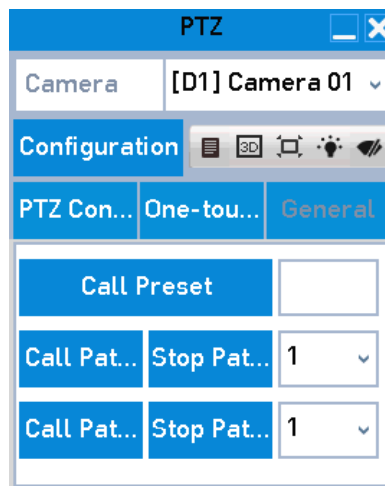 PTZ
Camera [D1] Camera 01
Configuration 3D
PTZ Con... One-tou... General
Call Preset
Call Pat... Stop Pat... 1
Call Pat... Stop Pat... 1